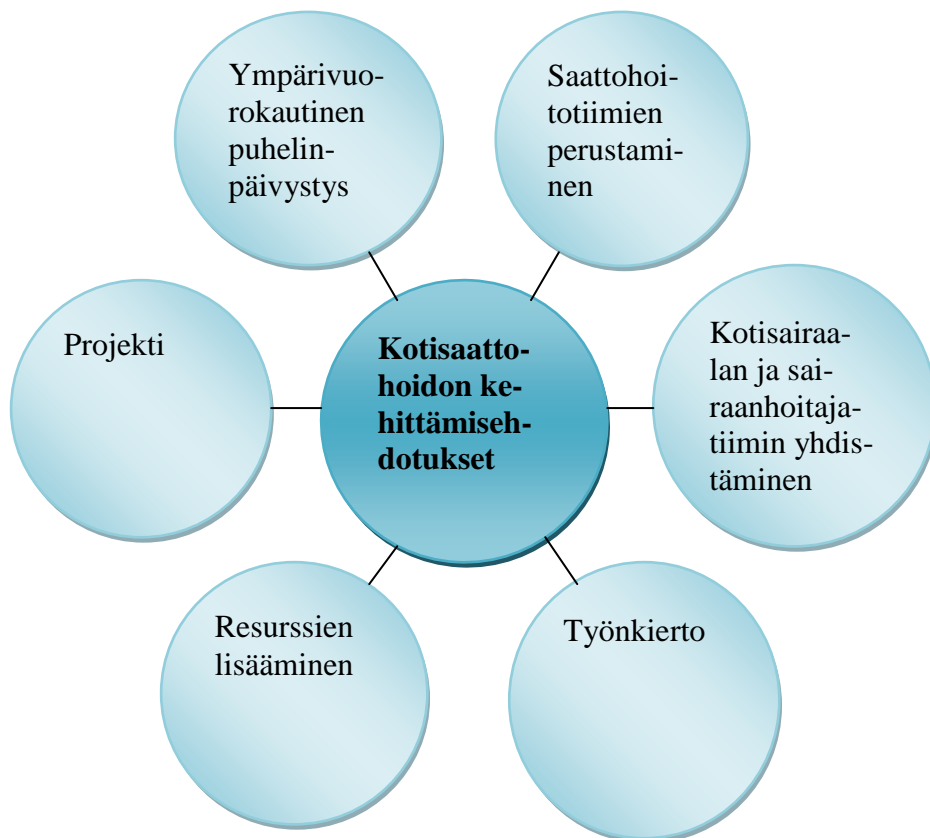 Ympärivuo-
rokautinen
puhelin-
päivystys
Saattohoi-
totiimien
perustami-
nen
Projekti
Kotisaatto-
hoidon ke-
hittämiseh-
dotukset
Kotisairaa-
lan ja sai-
raanhoitaja-
tiimin yhdis-
täminen
Resurssien
lisääminen
Työnkierto